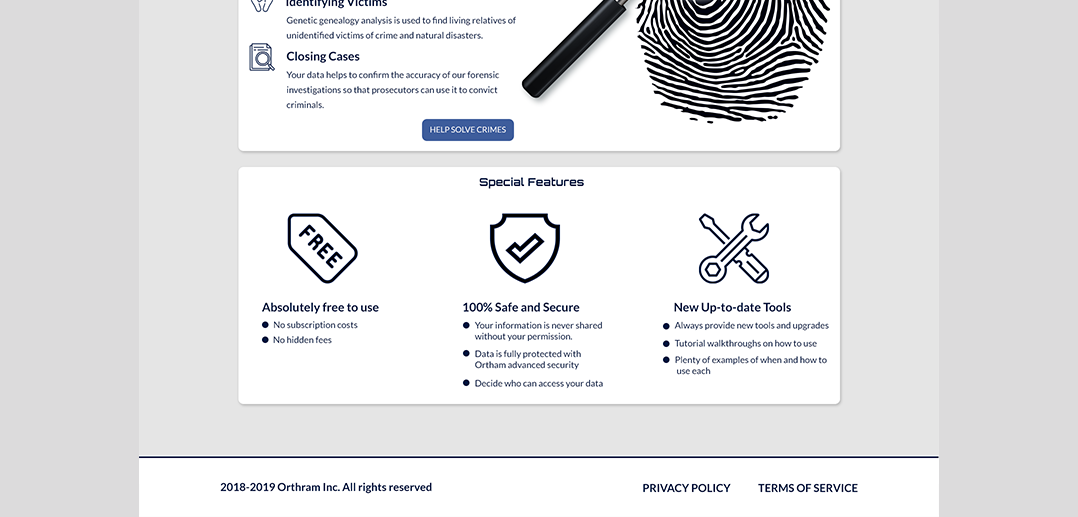 Identifying Victims
Genetic genealogy analysis is used to find living relatives of
unidentified victims of crime and natural disasters.
Closing Cases
Your data helps to confirm the accuracy of our forensic
investigations so that prosecutors can use it to convict
criminals.
HELP SOLVE CRIMES
Special Features
FREE
Absolutely free to use
No subscription costs
No hidden fees
100% Safe and Secure
Your information is never shared
without your permission.
Data is fully protected with
Ortham advanced security
Decide who can access your data
New Up-to-date Tools
Always provide new tools and upgrades
Tutorial walkthroughs on how to use
Plenty of examples of when and how to
use each
2018-2019 Orthram Inc. All rights reserved
PRIVACY POLICY
TERMS OF SERVICE